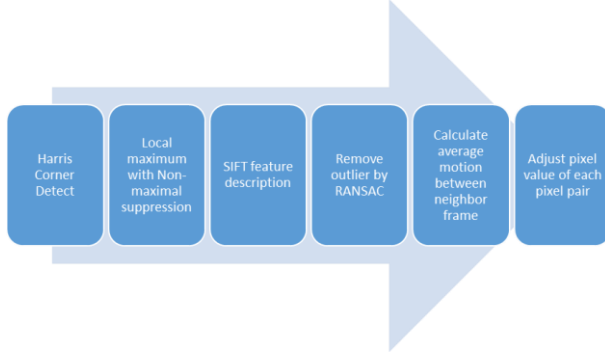 Harris
Corner
Detect
Local
maximum
with Non-
maximal
suppression
SIFT feature
description
Remove
outlier by
RANSAC
Calculate
average
motion
between
neighbor
frame
Adjust pixel
value of each
pixel pair